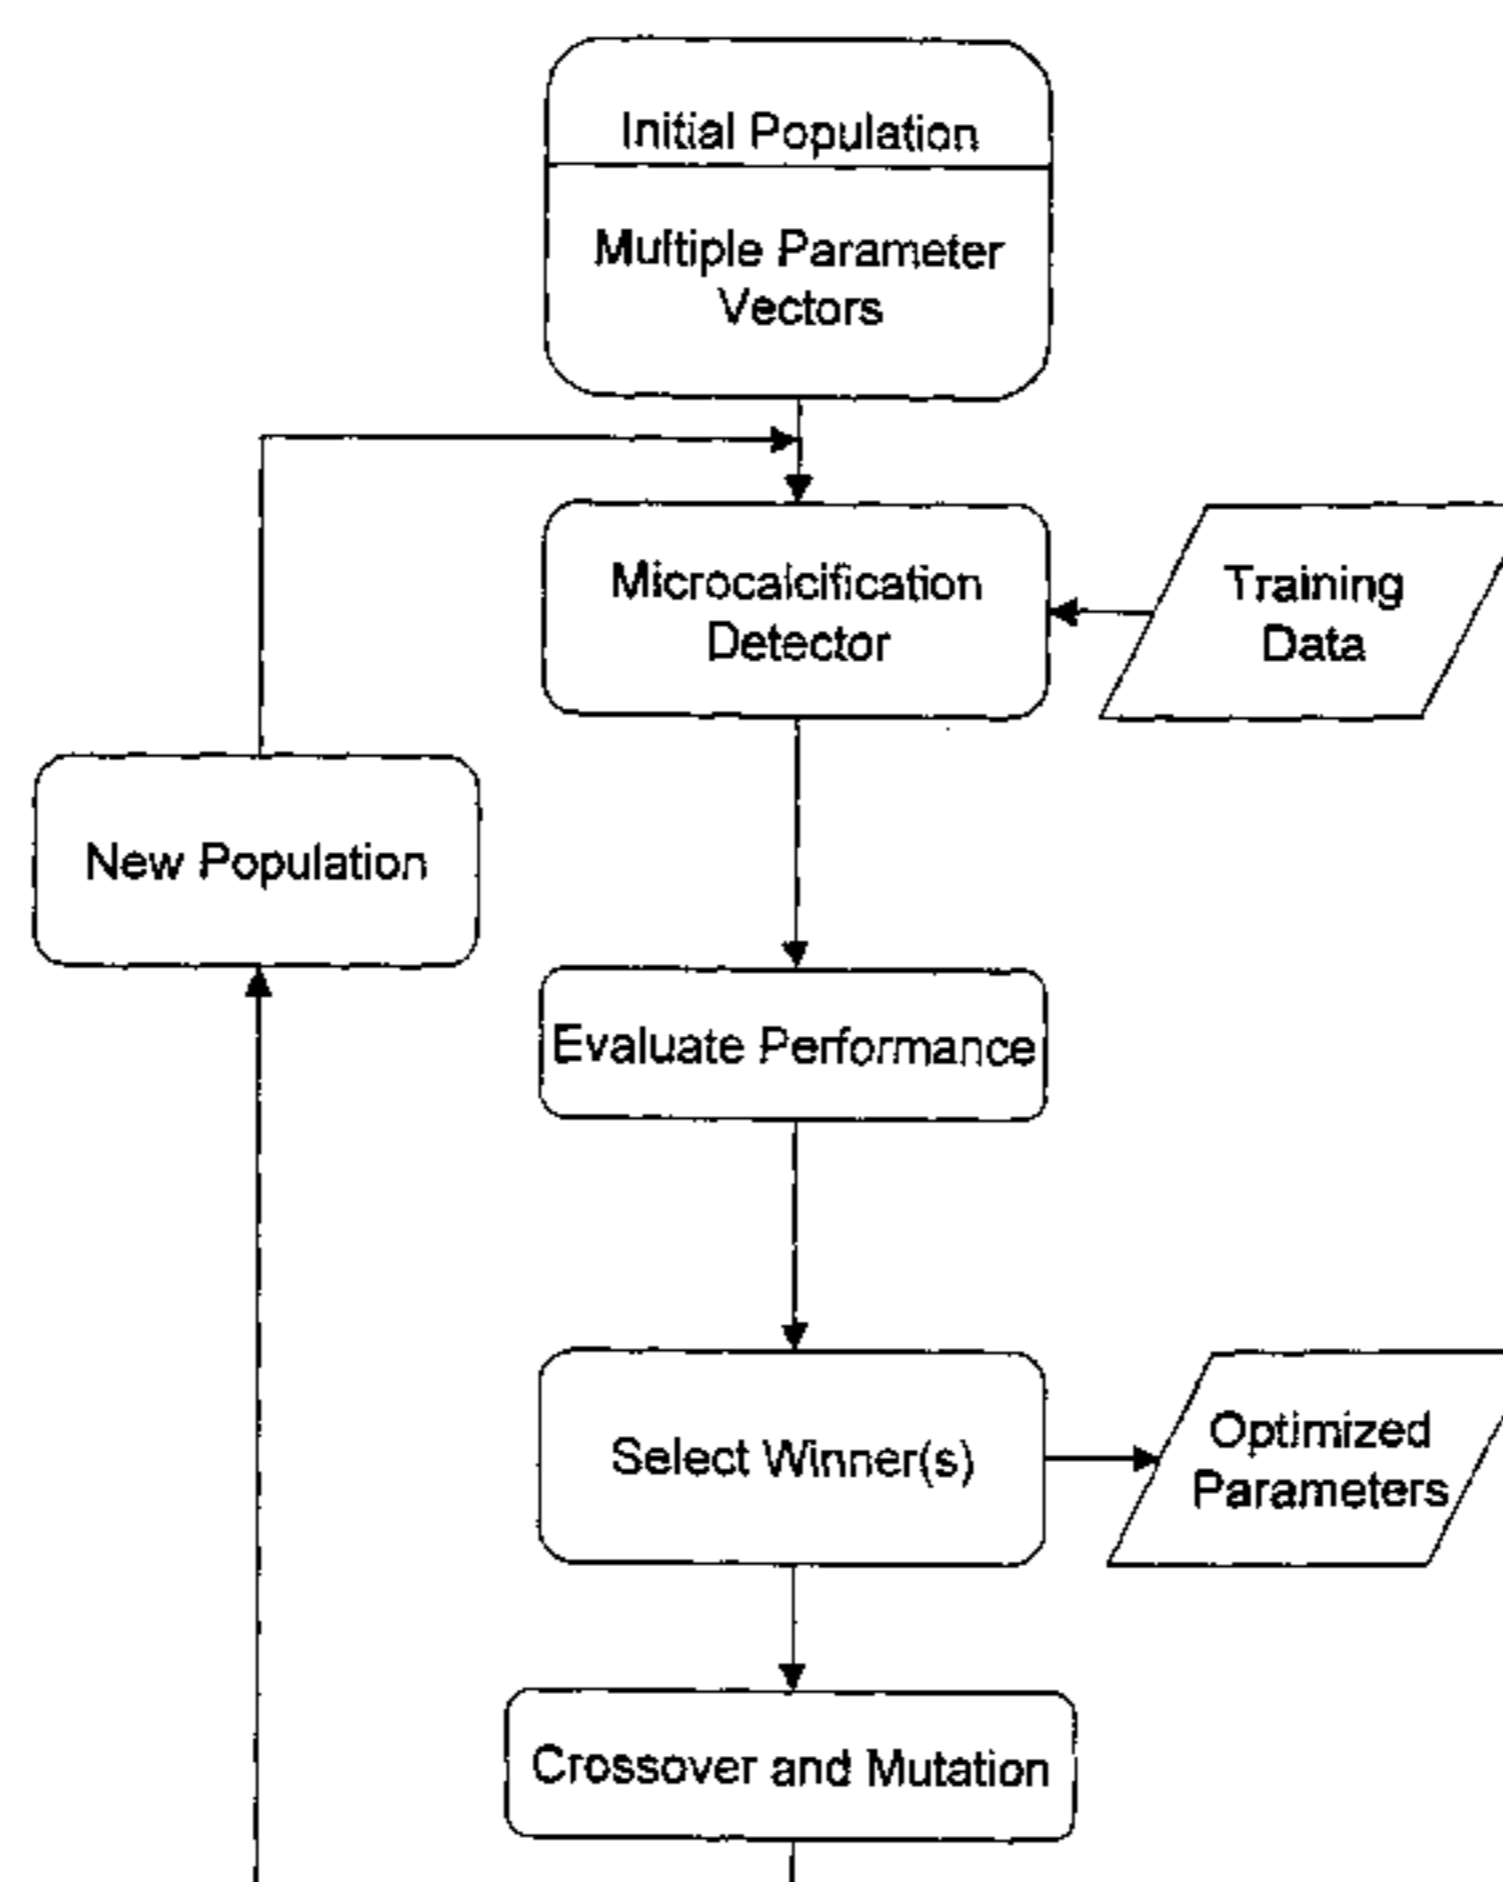 Initial Population
Multiple Parameter
Vectors
Microcalcification
Detector
Training
Data
New Population
Evaluate Performance
Select Winner(s)
Optimized
Parameters
Crossover and Mutation